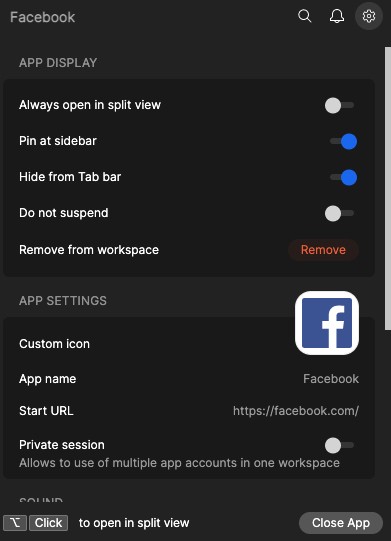 Facebook
APP DISPLAY
Always open in split view
Pin at sidebar
Hide from Tab bar
Do not suspend
Remove from workspace Remove
APP SETTINGS
Custom icon
App name Facebook
Start URL https://facebook.com/
Private session
Allows to use of multiple app accounts in one workspace
SOUND
⌥ Click to open in split view Close App